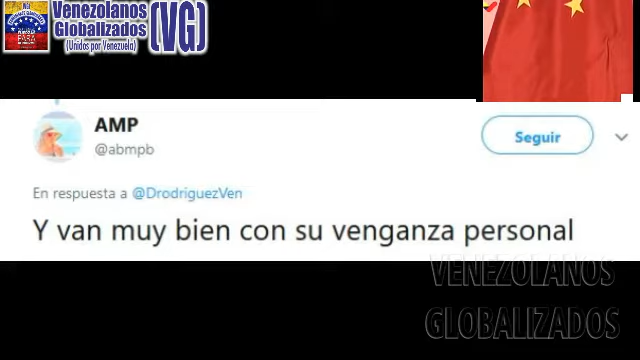 Venezolanos
Globalizados
(Unidos por Venezuela)
(VG)
AMP
@abmpb
Seguir
En respuesta a @DrodriguezVen
Y van muy bien con su venganza personal
VENEZOLANOS
GLOBALIZADOS